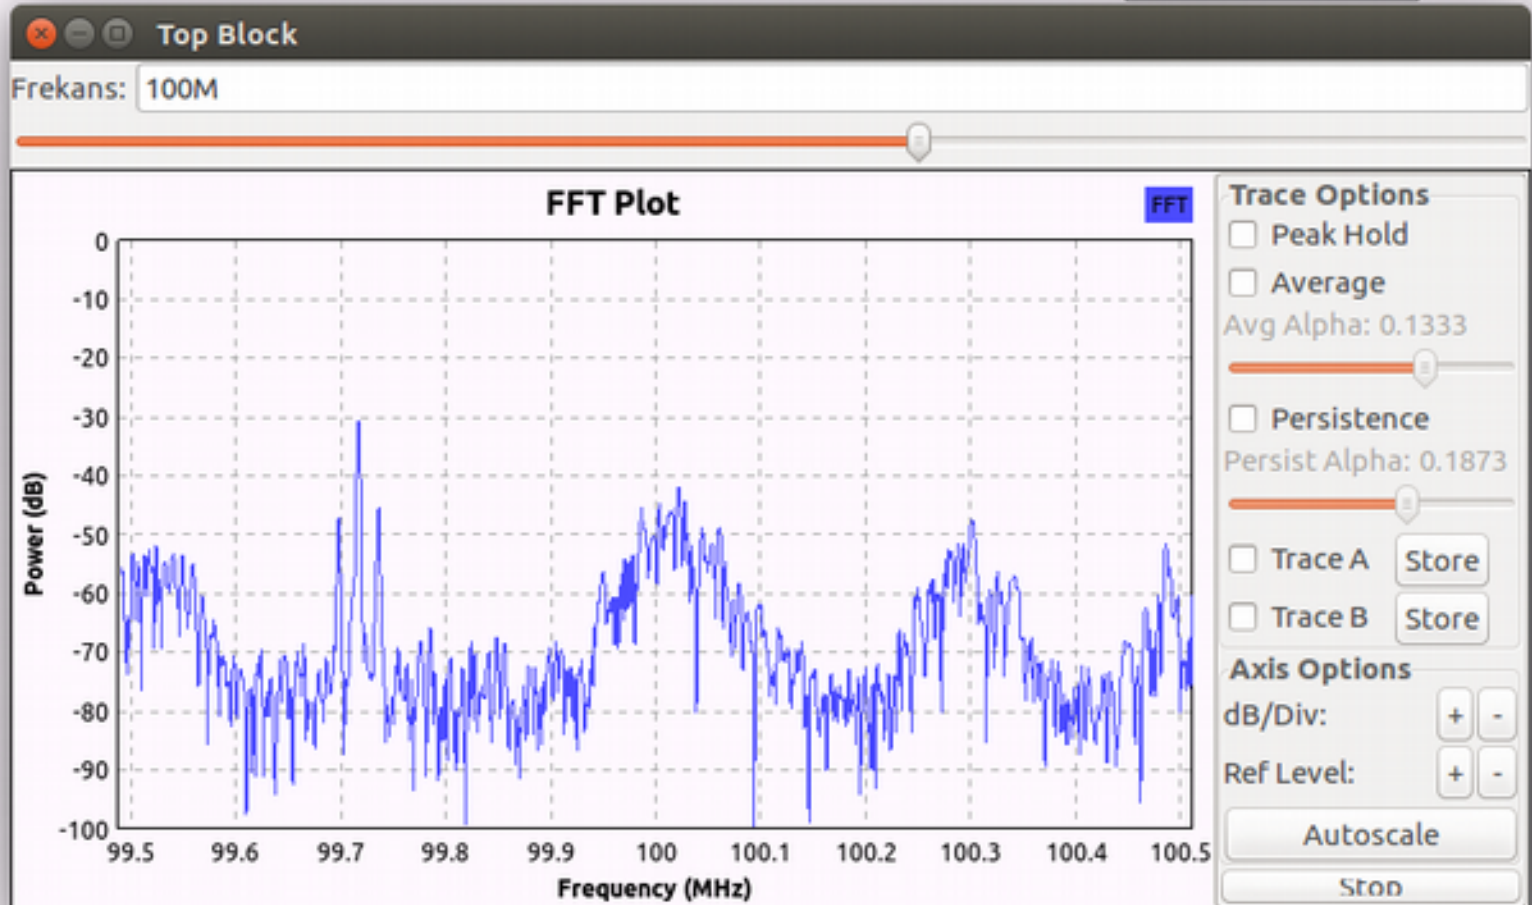 Top Block
Frekans: 100M
FFT Plot
FFT
0
-10
-20
-30
-40
-50
-60
-70
-80
-90
-100
Power (dB)
99.5 99.6 99.7 99.8 99.9 100 100.1 100.2 100.3 100.4 100.5
Frequency (MHz)
Trace Options
Peak Hold
Average
Avg Alpha: 0.1333
Persistence
Persist Alpha: 0.1873
Trace A Store
Trace B Store
Axis Options
dB/Div: + -
Ref Level: + -
Autoscale
Stop